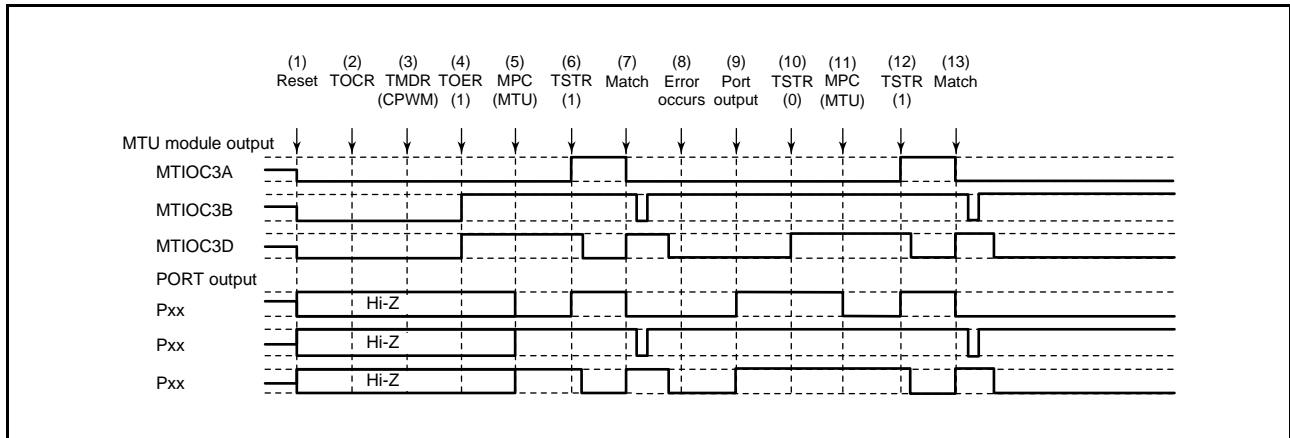 (1) (2) (3) (4) (5) (6) (7) (8) (9) (10) (11) (12) (13)
Reset TOCR TMDR TOER MPC TSTR Match Error Port TSTR MPC TSTR Match
(CPWM) (1) (MTU) (1) occurs output (0) (MTU) (1)
MTU module output
MTIOC3A
MTIOC3B
MTIOC3D
PORT output
Pxx Hi-Z
Pxx Hi-Z
Pxx Hi-Z